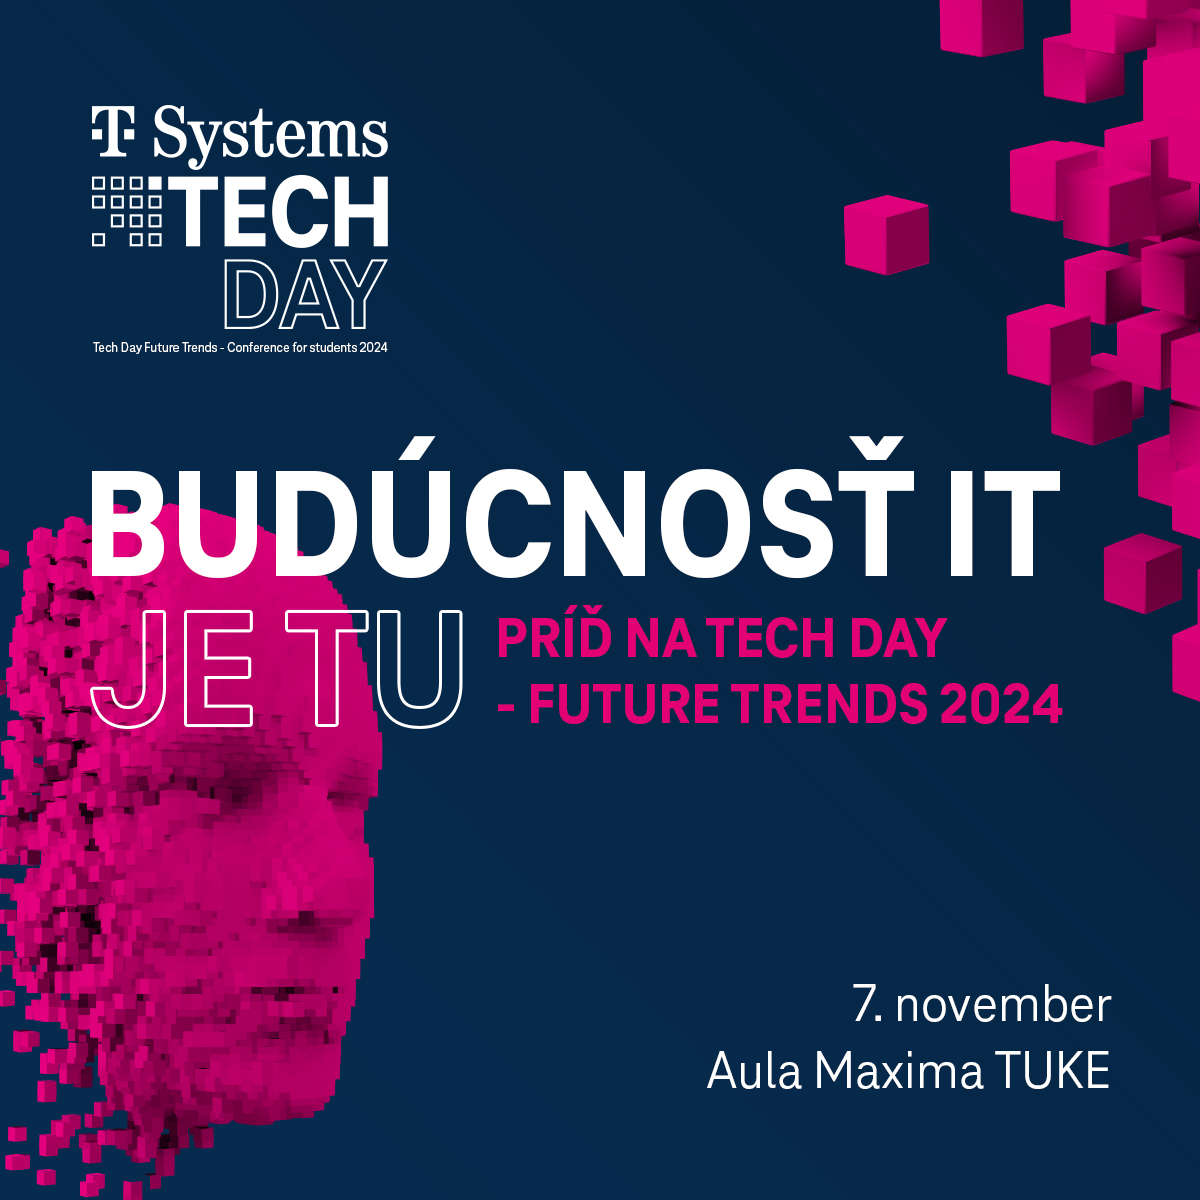 T Systems
TECH
DAY
Tech Day Future Trends - Conference for students 2024
BUDÚCNOSŤ IT
JE TU
PRÍĎ NA TECH DAY
- FUTURE TRENDS 2024
7. november
Aula Maxima TUKE